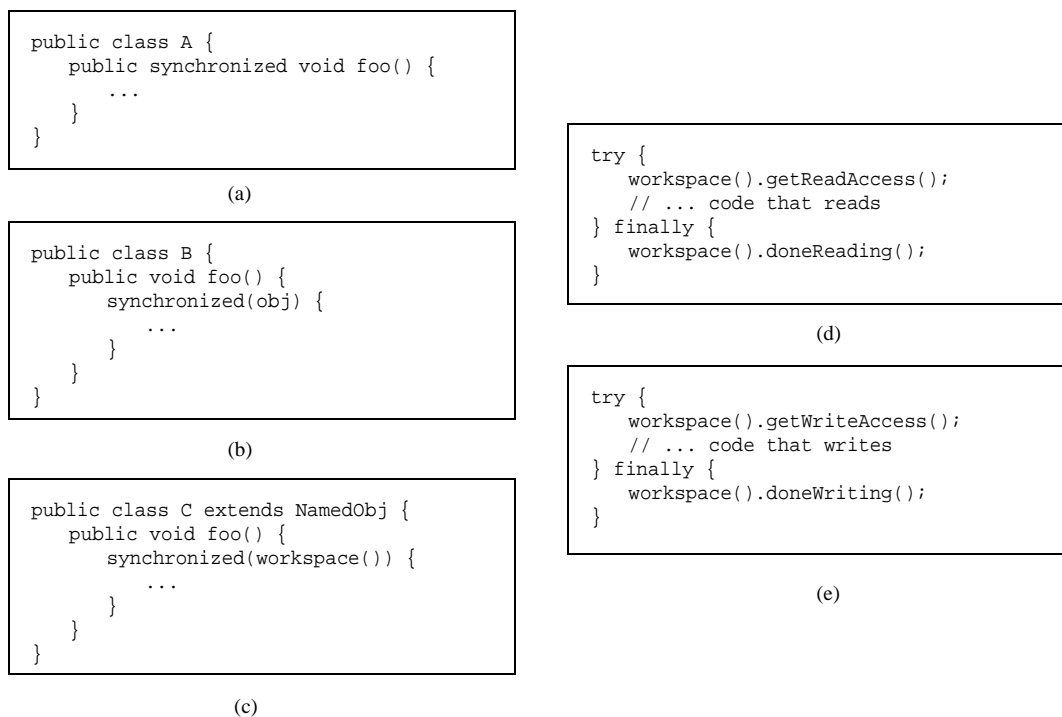 public class A {
public synchronized void foo() {
...
}
}
(a)
public class B {
public void foo() {
synchronized(obj) {
...
}
}
}
(b)
public class C extends NamedObj {
public void foo() {
synchronized(workspace()) {
...
}
}
}
(c)
try {
workspace().getReadAccess();
// ... code that reads
} finally {
workspace().doneReading();
}
(d)
try {
workspace().getWriteAccess();
// ... code that writes
} finally {
workspace().doneWriting();
}
(e)